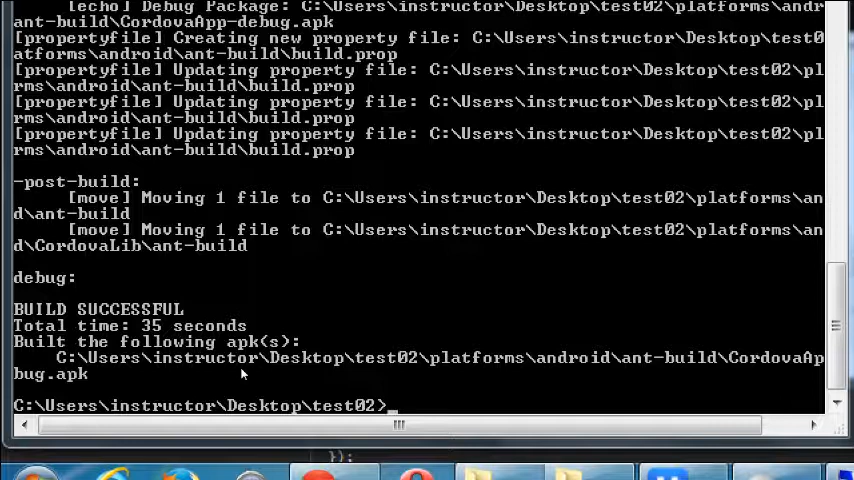 [echo] Debug Package: C:\Users\instructor\Desktop\test02\platforms\andr
ant-build\CordovaApp-debug.apk
[propertyfile] Creating new property file: C:\Users\instructor\Desktop\test0
atforms\android\ant-build\build.prop
[propertyfile] Updating property file: C:\Users\instructor\Desktop\test02\pl
rms\android\ant-build\build.prop
[propertyfile] Updating property file: C:\Users\instructor\Desktop\test02\pl
rms\android\ant-build\build.prop
[propertyfile] Updating property file: C:\Users\instructor\Desktop\test02\pl
rms\android\ant-build\build.prop
-post-build:
[move] Moving 1 file to C:\Users\instructor\Desktop\test02\platforms\an
d\ant-build
[move] Moving 1 file to C:\Users\instructor\Desktop\test02\platforms\an
d\CordovaLib\ant-build
debug:
BUILD SUCCESSFUL
Total time: 35 seconds
Built the following apk(s):
C:\Users\instructor\Desktop\test02\platforms\android\ant-build\CordovaAp
bug.apk
C:\Users\instructor\Desktop\test02>_
});